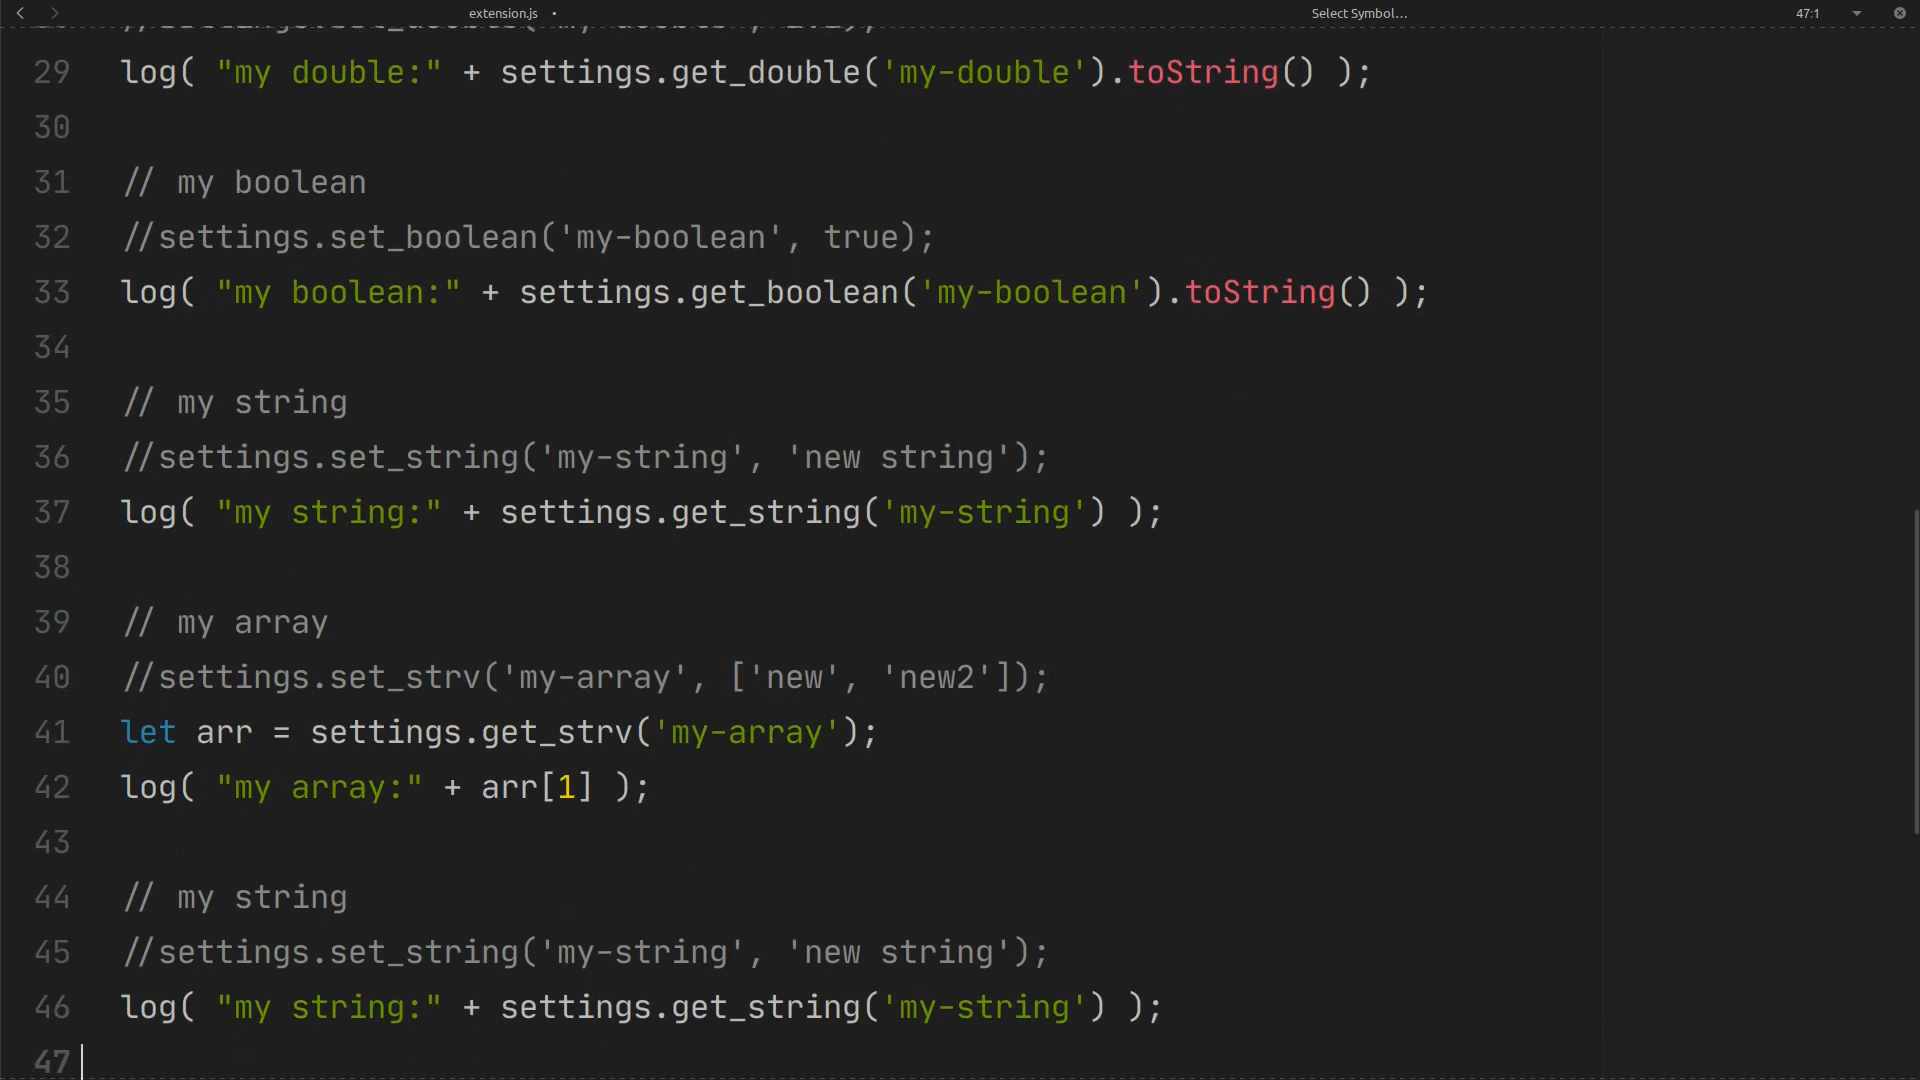 extension.js •
Select Symbol...
47:1
29 log( "my double:" + settings.get_double('my-double').toString() );
30
31 // my boolean
32 //settings.set_boolean('my-boolean', true);
33 log( "my boolean:" + settings.get_boolean('my-boolean').toString() );
34
35 // my string
36 //settings.set_string('my-string', 'new string');
37 log( "my string:" + settings.get_string('my-string') );
38
39 // my array
40 //settings.set_strv('my-array', ['new', 'new2']);
41 let arr = settings.get_strv('my-array');
42 log( "my array:" + arr[1] );
43
44 // my string
45 //settings.set_string('my-string', 'new string');
46 log( "my string:" + settings.get_string('my-string') );
47